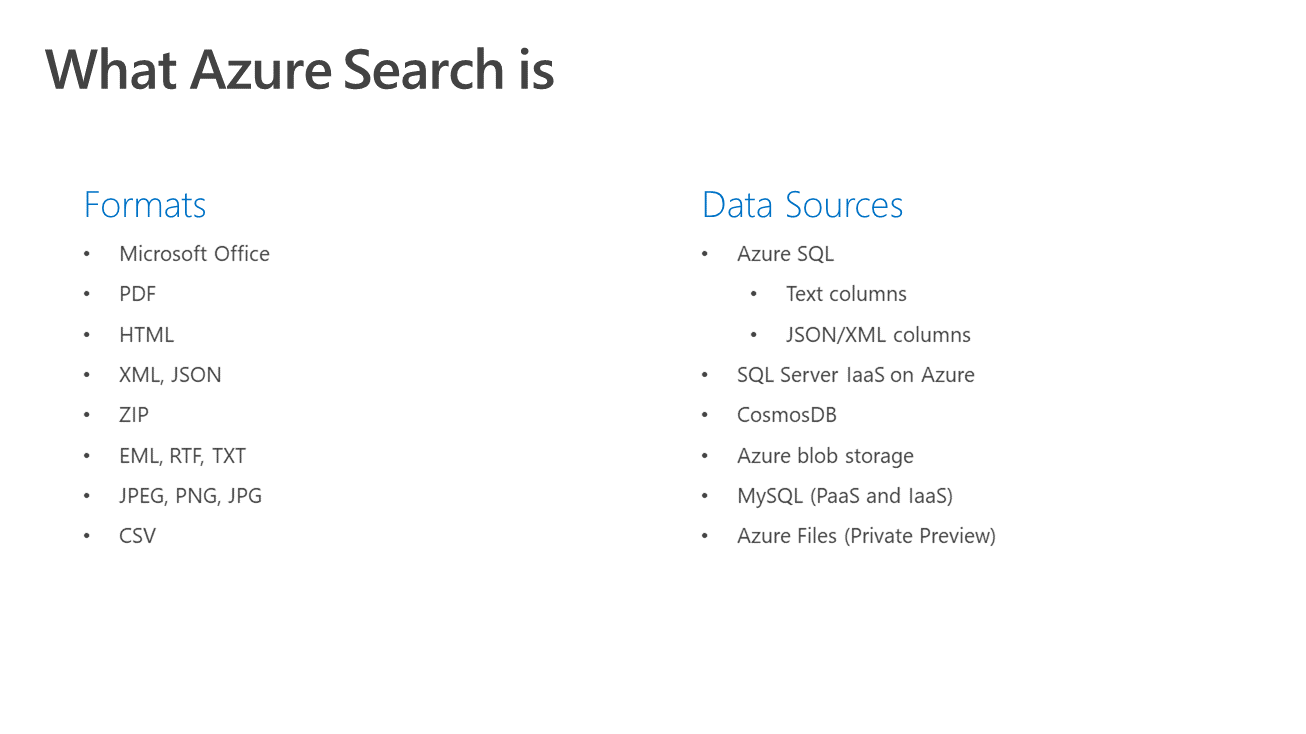 What Azure Search is
Formats
• Microsoft Office
• PDF
• HTML
• XML, JSON
• ZIP
• EML, RTF, TXT
• JPEG, PNG, JPG
• CSV
Data Sources
• Azure SQL
• Text columns
• JSON/XML columns
• SQL Server IaaS on Azure
• CosmosDB
• Azure blob storage
• MySQL (PaaS and IaaS)
• Azure Files (Private Preview)